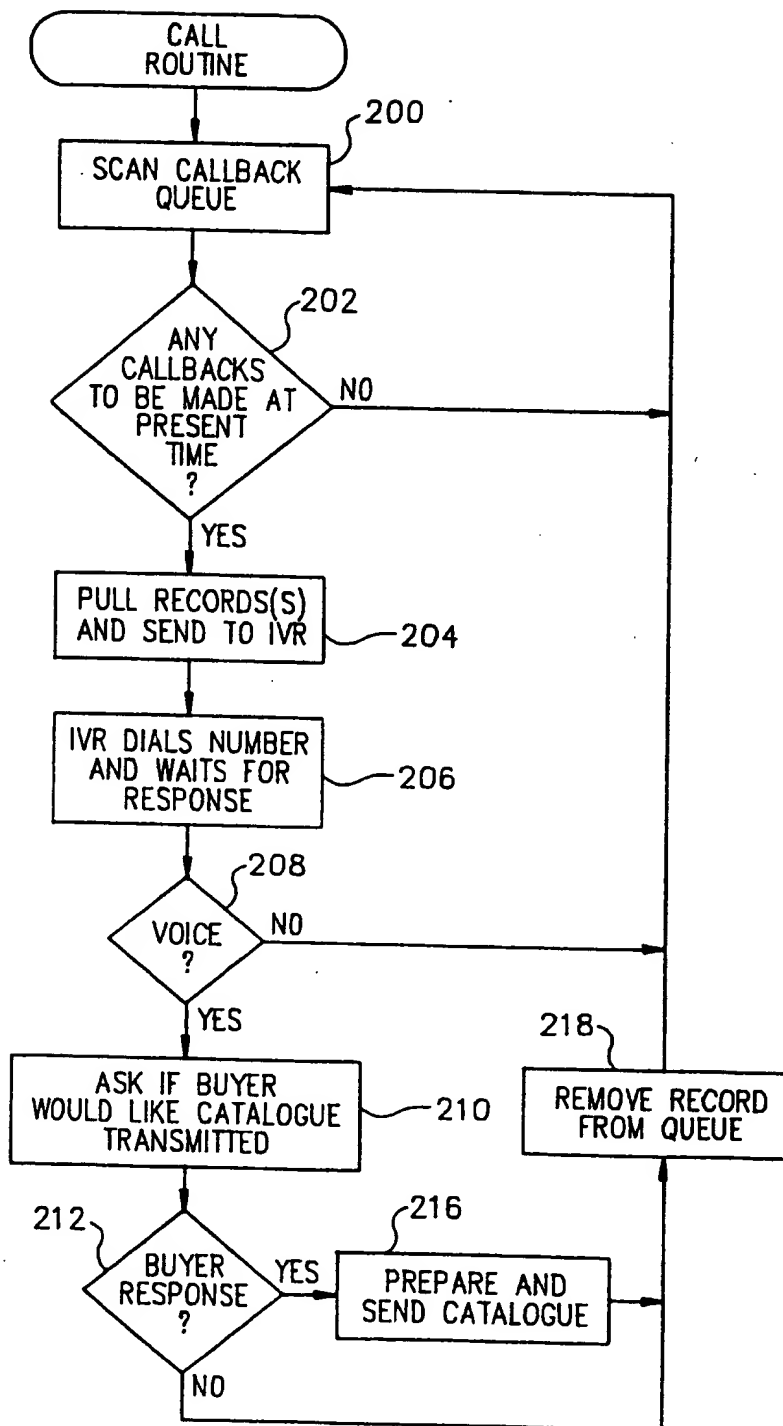 CALL
ROUTINE
200
SCAN CALLBACK
QUEUE
202
ANY
CALLBACKS
TO BE MADE AT
PRESENT
TIME
?
NO
YES
PULL RECORDS(S)
AND SEND TO IVR
204
IVR DIALS NUMBER
AND WAITS FOR
RESPONSE
206
208
VOICE
?
NO
YES
ASK IF BUYER
WOULD LIKE CATALOGUE
TRANSMITTED
210
218
REMOVE RECORD
FROM QUEUE
212
BUYER
RESPONSE
?
YES
216
PREPARE AND
SEND CATALOGUE
NO